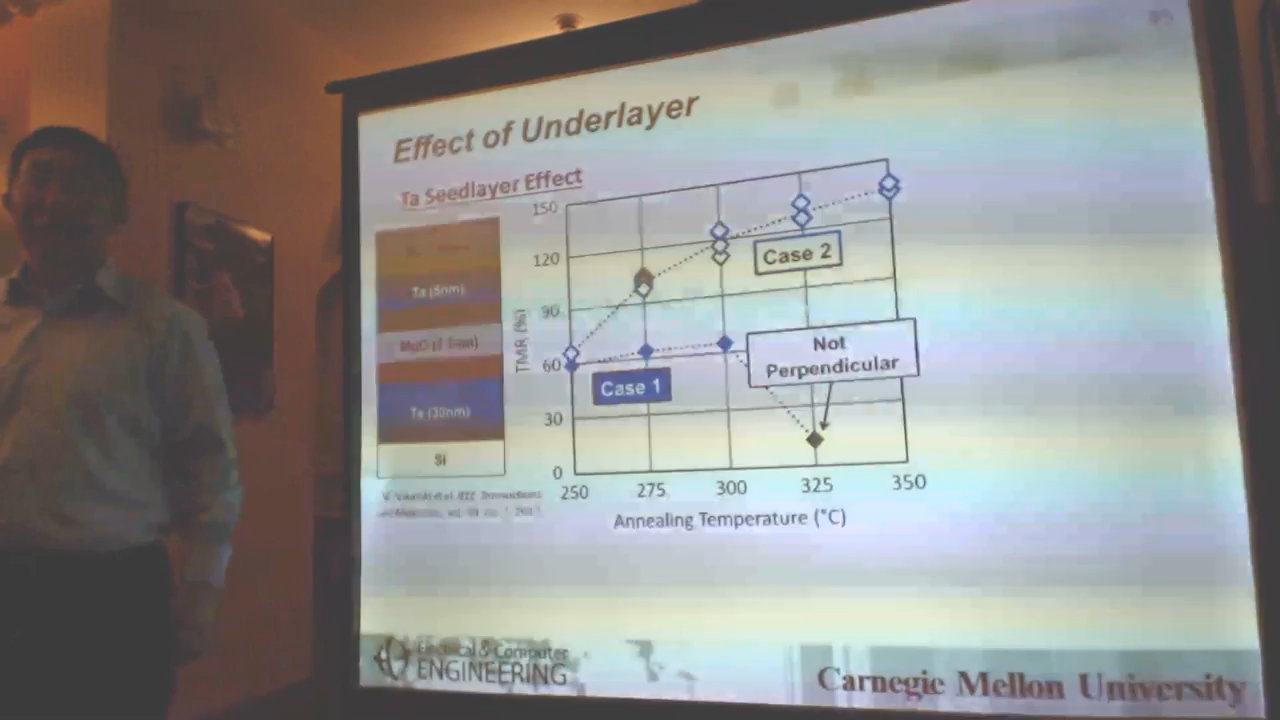 Effect of Underlayer
Ta Seedlayer Effect
Ta (5nm)
MgO
Ta (30nm)
Si
TMR (%)
150
120
90
60
30
0
250 275 300 325 350
Annealing Temperature (°C)
Case 2
Case 1
Not
Perpendicular
Electrical & Computer
ENGINEERING
Carnegie Mellon University